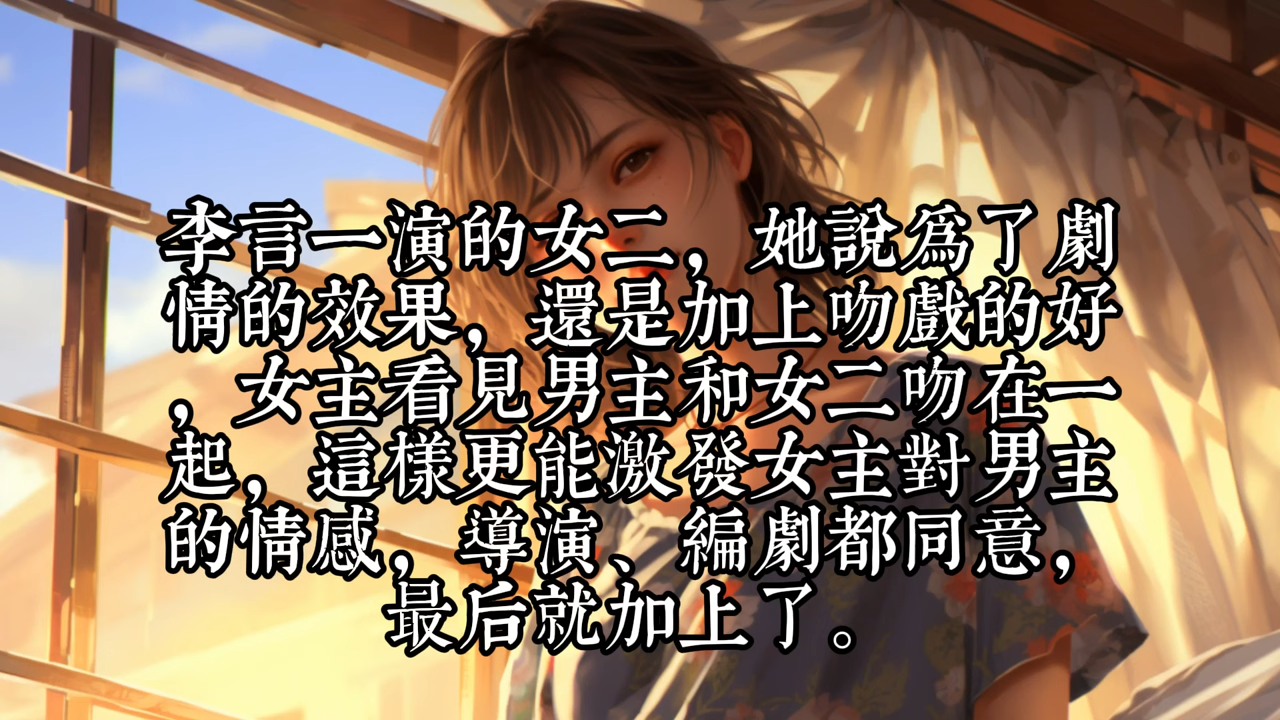 李言一演的女二，她說爲了劇
情的效果，還是加上吻戲的好
，女主看見男主和女二吻在一
起，這樣更能激發女主對男主
的情感，導演、編劇都同意，
最后就加上了。